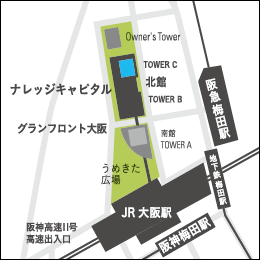 Owner's Tower
TOWER C
北館
ナレッジキャピタル
TOWER B
阪急梅田駅
グランフロント大阪
南館
TOWER A
うめきた
広場
地下鉄 梅田駅
JR 大阪駅
阪神高速11号
高速出入口
阪神梅田駅